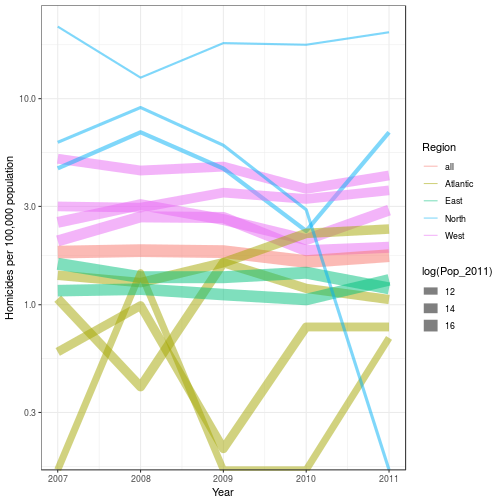 10.0
3.0
1.0
0.3
Homicides per 100,000 population
2007 2008 2009 2010 2011
Year
Region
all
Atlantic
East
North
West
log(Pop_2011)
12
14
16